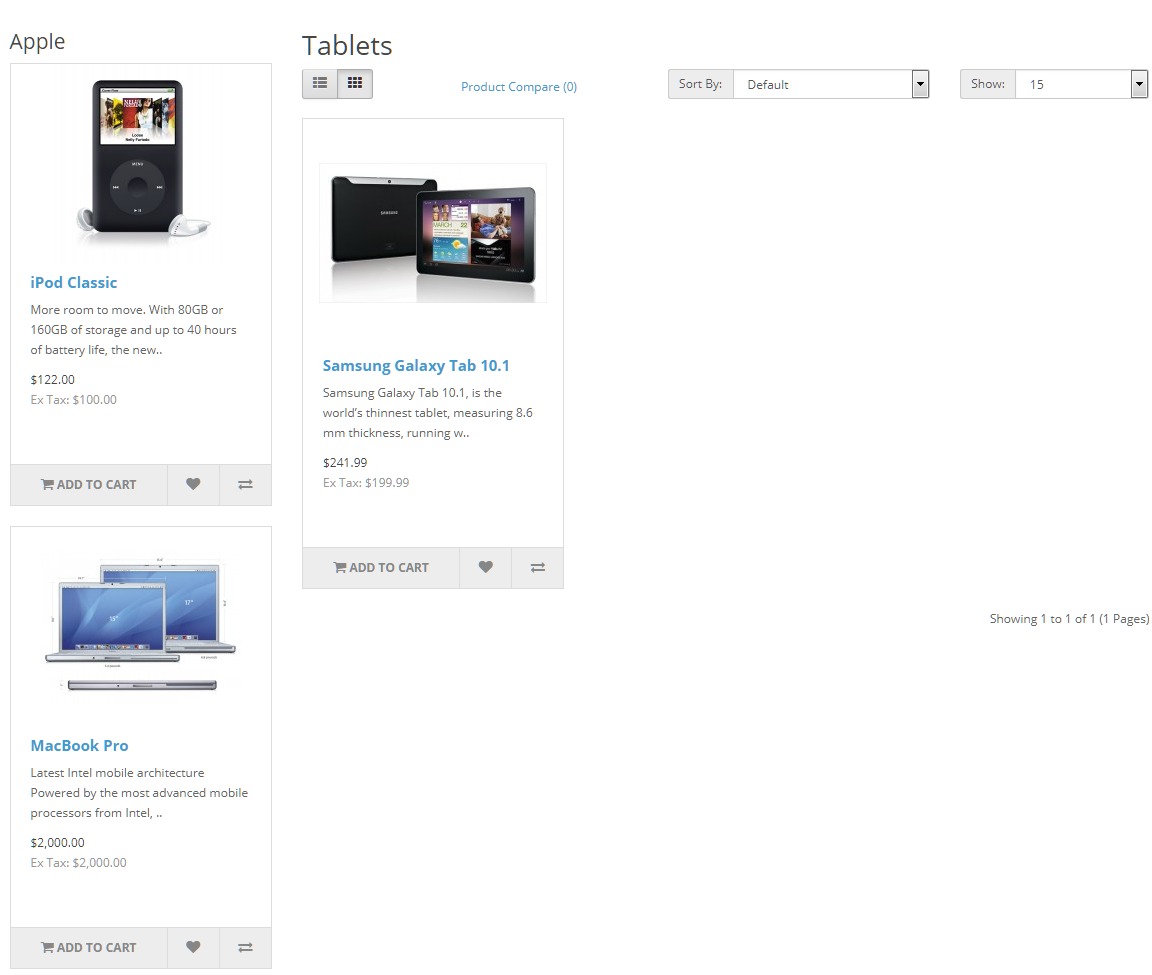 Apple
iPod Classic
More room to move. With 80GB or
160GB of storage and up to 40 hours
of battery life, the new..
$122.00
Ex Tax: $100.00
ADD TO CART
MacBook Pro
Latest Intel mobile architecture
Powered by the most advanced mobile
processors from Intel, ..
$2,000.00
Ex Tax: $2,000.00
ADD TO CART
Tablets
Product Compare (0)
Sort By: Default
Show: 15
SAMSUNG
MARCH 22
Samsung Galaxy Tab 10.1
Samsung Galaxy Tab 10.1, is the
world’s thinnest tablet, measuring 8.6
mm thickness, running w..
$241.99
Ex Tax: $199.99
ADD TO CART
Showing 1 to 1 of 1 (1 Pages)